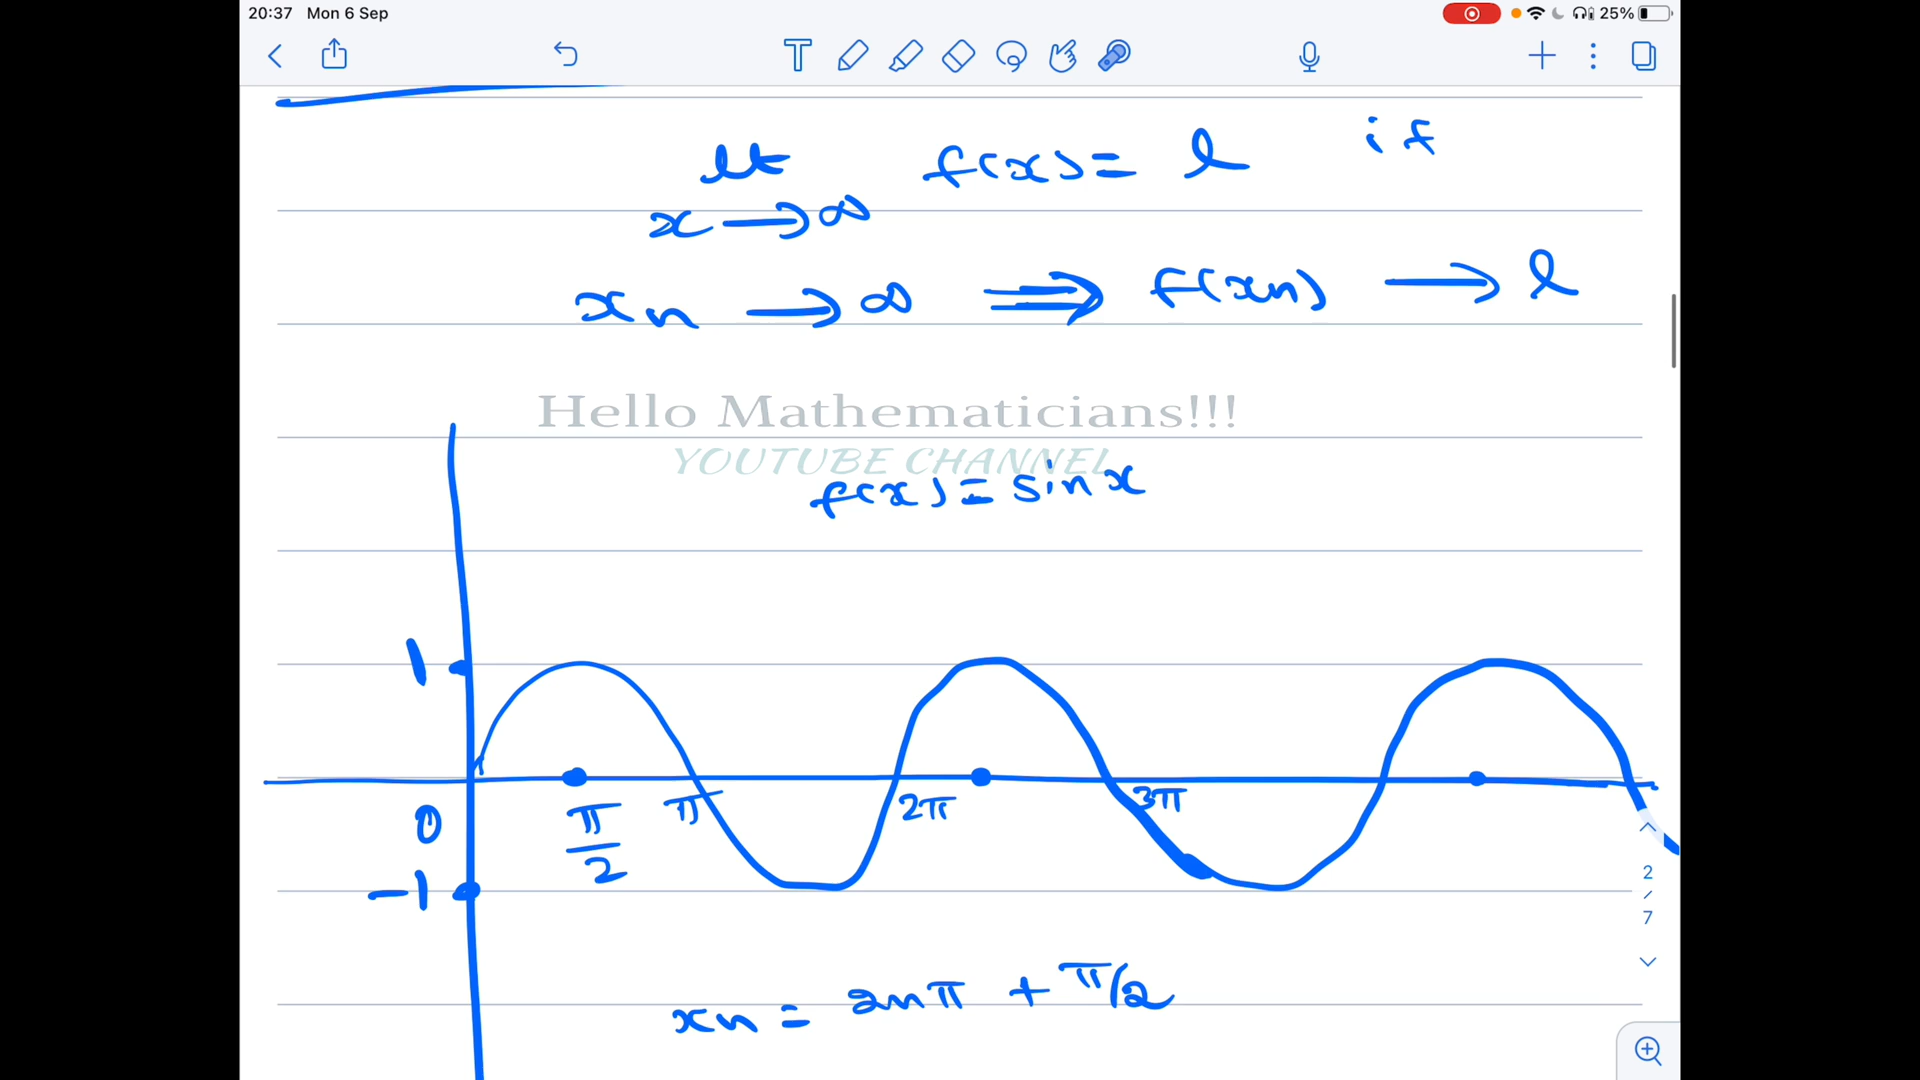 20:37 Mon 6 Sep
25%
lt f(x) = l if
x → ∞
xn → ∞ ⟹ f(xn) → l
Hello Mathematicians!!!
YOUTUBE CHANNEL
f(x) = sin x
1
0
π/2 π 2π 3π
-1
2
/
7
xn = 2nπ + π/2